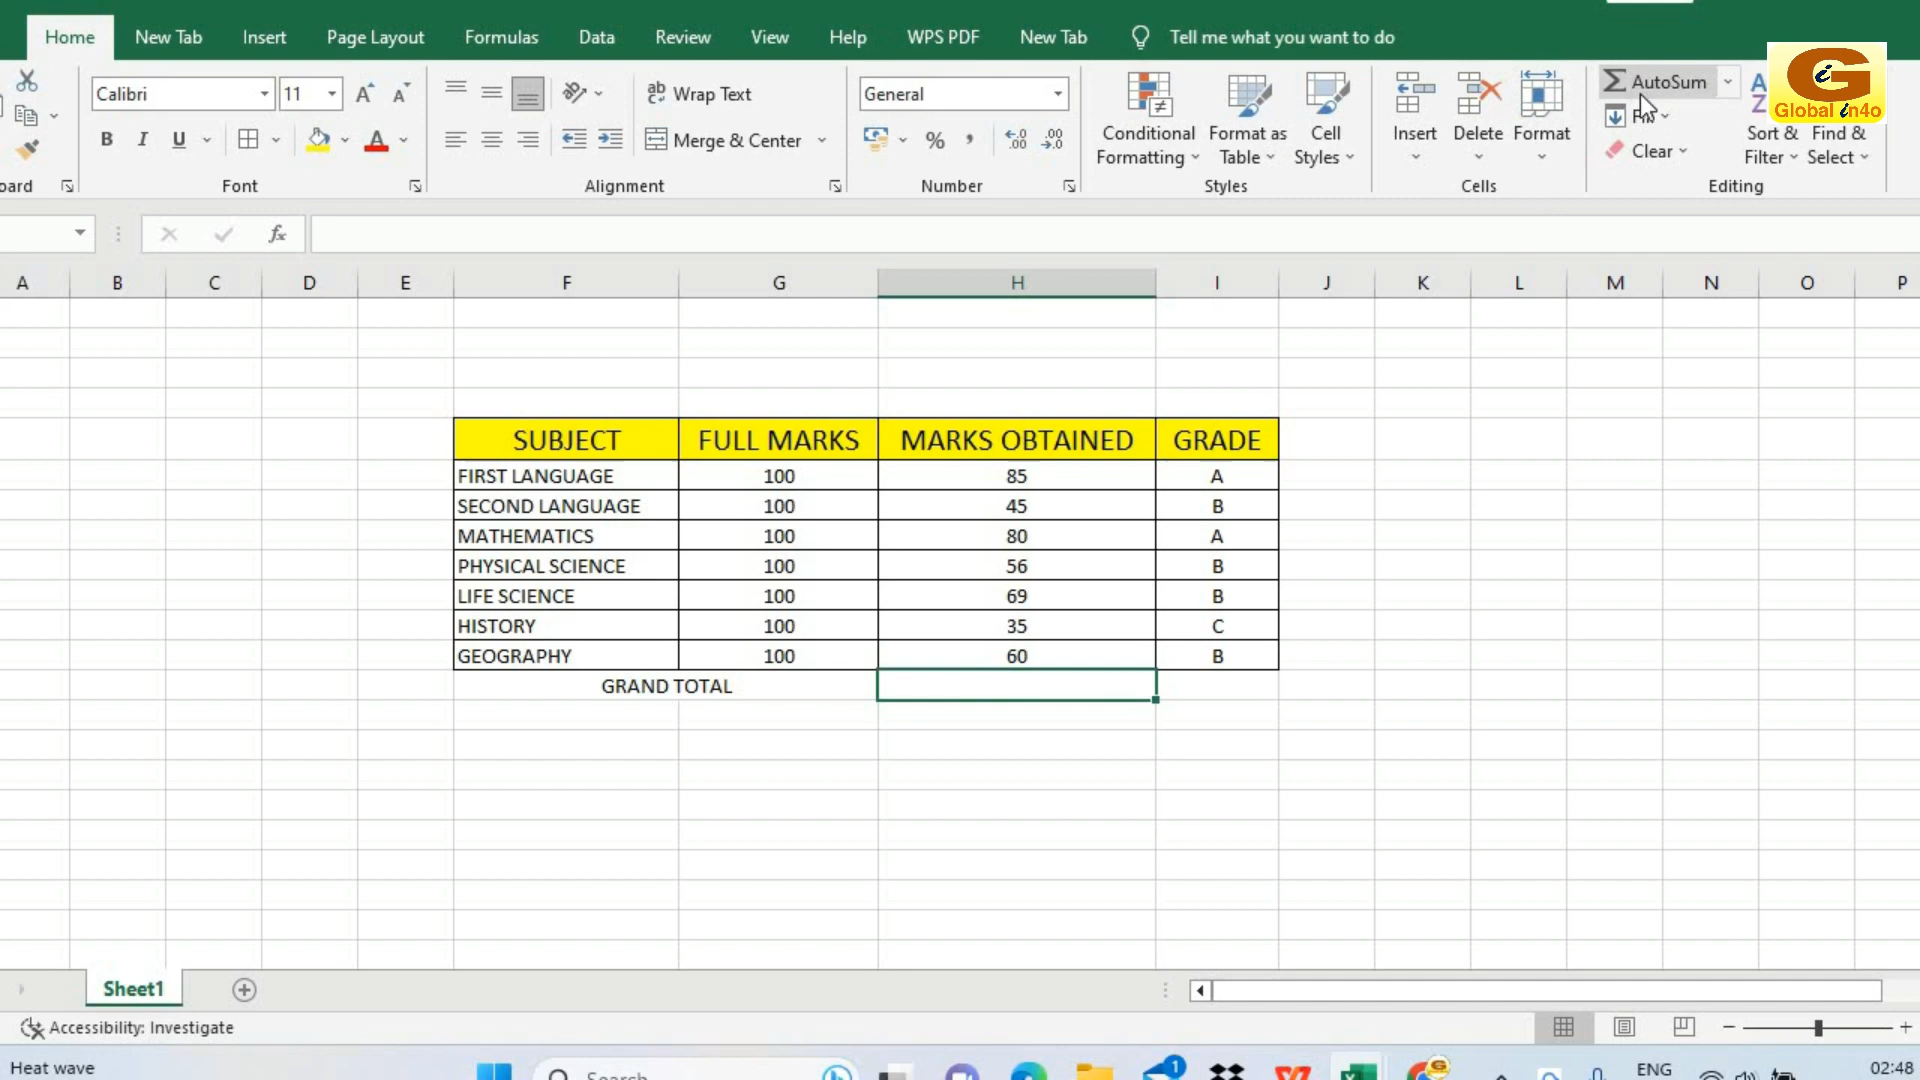 Home New Tab Insert Page Layout Formulas Data Review View Help WPS PDF New Tab Tell me what you want to do
Calibri 11 Wrap Text General AutoSum
B I U Merge & Center % Conditional Formatting Format as Table Cell Styles Insert Delete Format Clear Sort & Filter Find & Select
oard Font Alignment Number Styles Cells Editing
G i Global in4o
fx
A B C D E F G H I J K L M N O P
SUBJECT FULL MARKS MARKS OBTAINED GRADE
FIRST LANGUAGE 100 85 A
SECOND LANGUAGE 100 45 B
MATHEMATICS 100 80 A
PHYSICAL SCIENCE 100 56 B
LIFE SCIENCE 100 69 B
HISTORY 100 35 C
GEOGRAPHY 100 60 B
GRAND TOTAL
Sheet1
Accessibility: Investigate
Heat wave Search 1 ENG 02:48